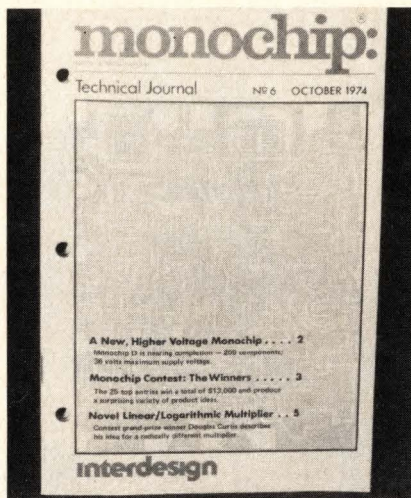 monochip:
®
Technical Journal Nº 6 OCTOBER 1974
A New, Higher Voltage Monochip . . . . 2
Monochip D is nearing completion — 200 components;
36 volts maximum supply voltage.
Monochip Contest: The Winners . . . . . 3
The 25 top entries win a total of $13,000 and product
a surprising variety of product ideas.
Novel Linear/Logarithmic Multiplier . . 5
Contest grand-prize winner Douglas Curtis describes
his idea for a radically different multiplier.
interdesign